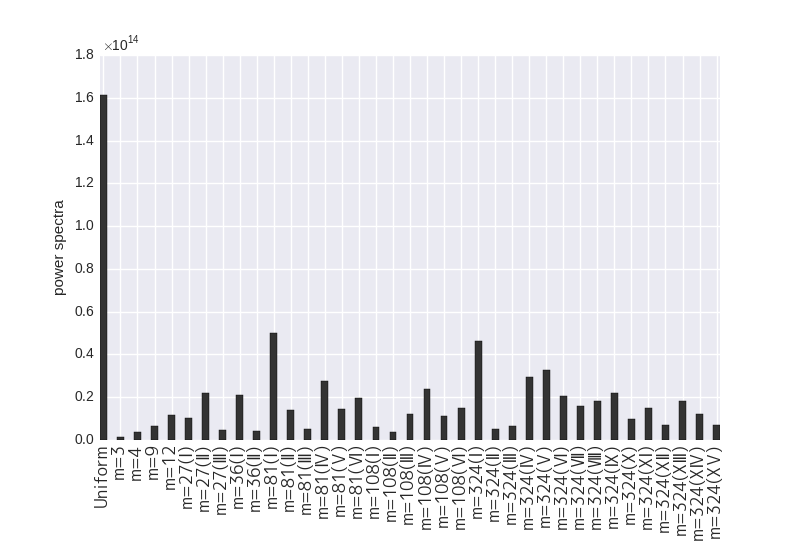 ×10¹⁴
1.8
1.6
1.4
1.2
1.0
0.8
0.6
0.4
0.2
0.0
power spectra
Uniform
m=3
m=4
m=9
m=12
m=27(Ⅰ)
m=27(Ⅱ)
m=27(Ⅲ)
m=36(Ⅰ)
m=36(Ⅱ)
m=81(Ⅰ)
m=81(Ⅱ)
m=81(Ⅲ)
m=81(Ⅳ)
m=81(Ⅴ)
m=81(Ⅵ)
m=108(Ⅰ)
m=108(Ⅱ)
m=108(Ⅲ)
m=108(Ⅳ)
m=108(Ⅴ)
m=108(Ⅵ)
m=324(Ⅰ)
m=324(Ⅱ)
m=324(Ⅲ)
m=324(Ⅳ)
m=324(Ⅴ)
m=324(Ⅵ)
m=324(Ⅶ)
m=324(Ⅷ)
m=324(Ⅸ)
m=324(Ⅹ)
m=324(Ⅺ)
m=324(Ⅻ)
m=324(XⅢ)
m=324(XⅣ)
m=324(XⅤ)